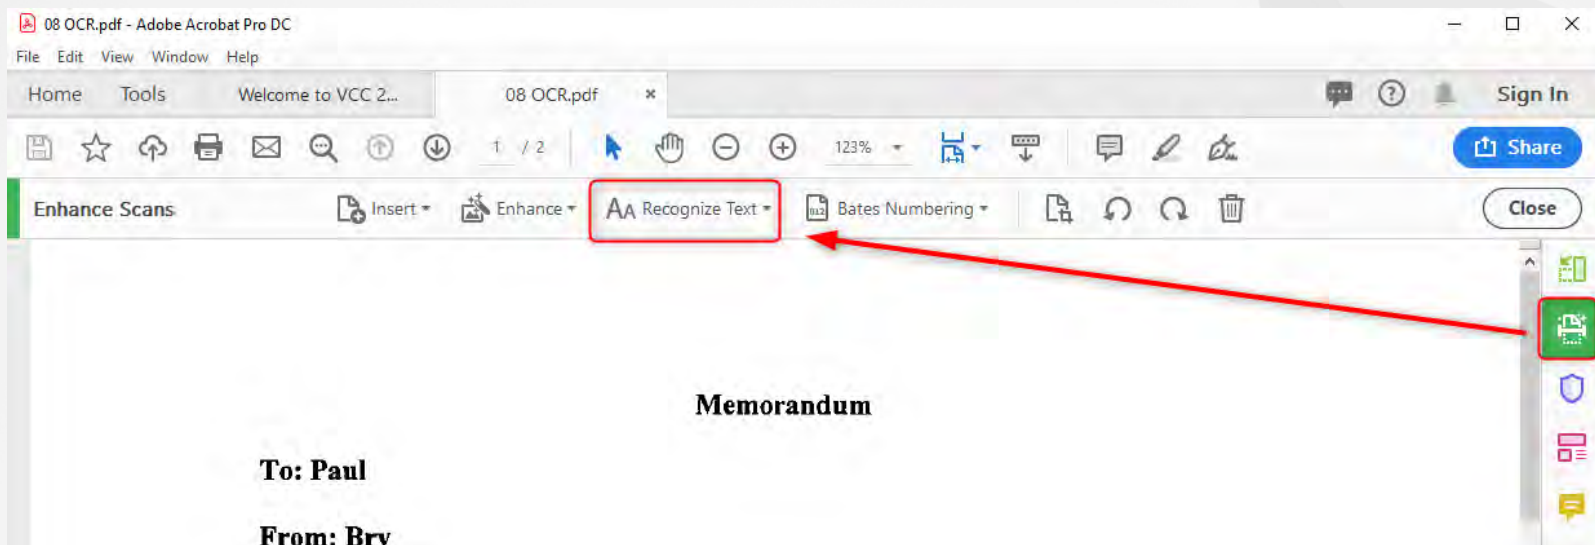 08 OCR.pdf - Adobe Acrobat Pro DC
File Edit View Window Help
Home Tools Welcome to VCC 2... 08 OCR.pdf × Sign In
1 / 2 123% Share
Enhance Scans Insert Enhance AA Recognize Text 012 Bates Numbering Close
Memorandum
To: Paul
From: Bry